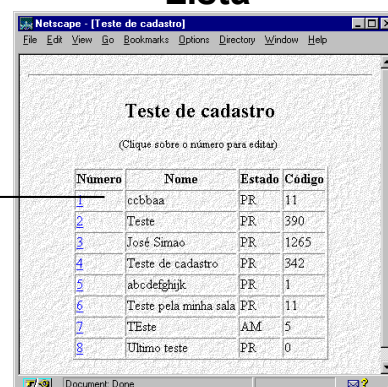 Lista
Netscape - [Teste de cadastro]
File Edit View Go Bookmarks Options Directory Window Help
Teste de cadastro
(Clique sobre o número para editar)
Número Nome Estado Código
1 ccbbaa PR 11
2 Teste PR 390
3 José Simao PR 1265
4 Teste de cadastro PR 342
5 abcdefghijk PR 1
6 Teste pela minha sala PR 11
7 TEste AM 5
8 Ultimo teste PR 0
Document: Done